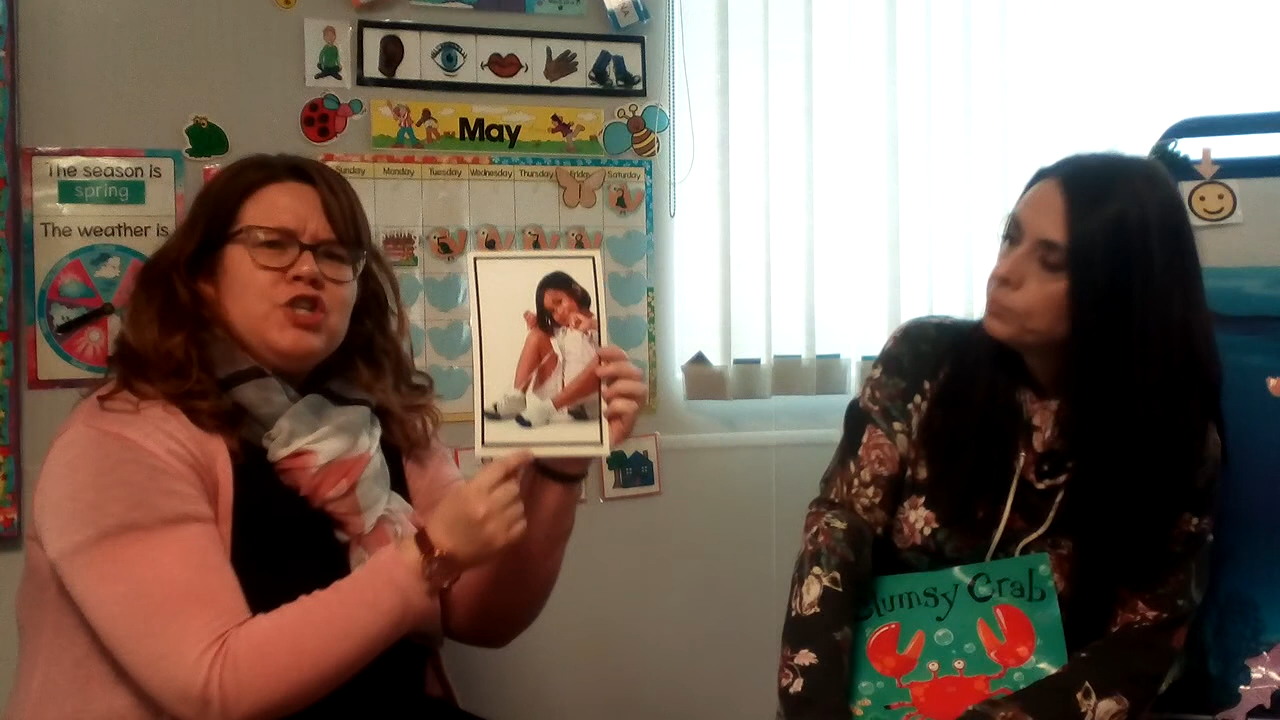 May
The season is
spring
The weather is
Sunday Monday Tuesday Wednesday Thursday Friday Saturday
Clumsy Crab